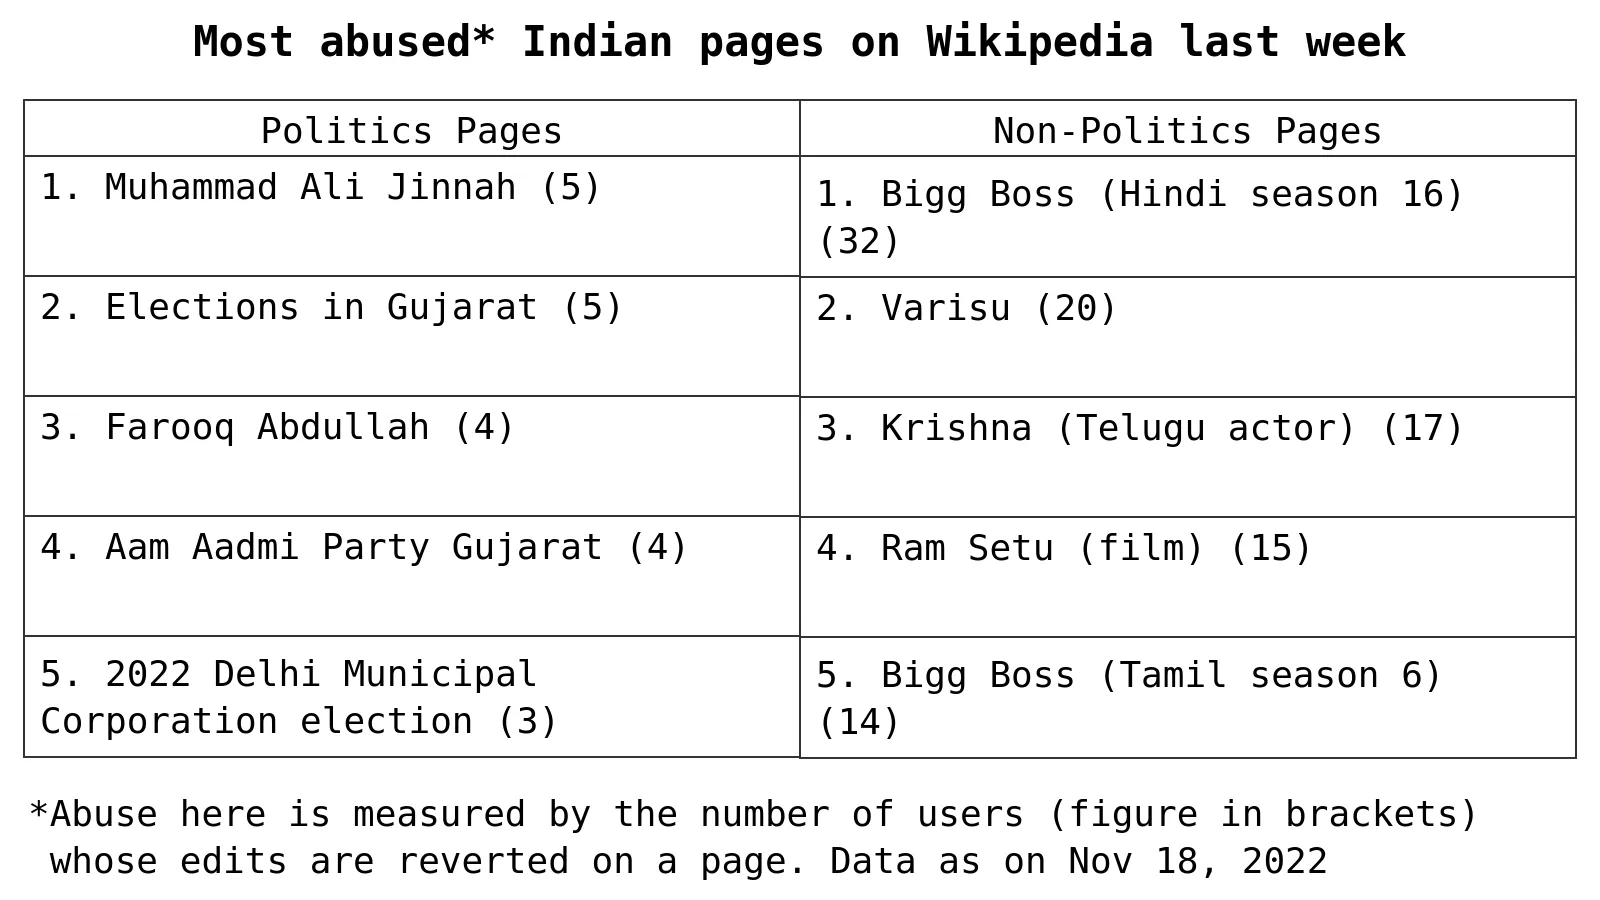 Most abused* Indian pages on Wikipedia last week
Politics Pages
1. Muhammad Ali Jinnah (5)
2. Elections in Gujarat (5)
3. Farooq Abdullah (4)
4. Aam Aadmi Party Gujarat (4)
5. 2022 Delhi Municipal
Corporation election (3)
Non-Politics Pages
1. Bigg Boss (Hindi season 16)
(32)
2. Varisu (20)
3. Krishna (Telugu actor) (17)
4. Ram Setu (film) (15)
5. Bigg Boss (Tamil season 6)
(14)
*Abuse here is measured by the number of users (figure in brackets)
whose edits are reverted on a page. Data as on Nov 18, 2022